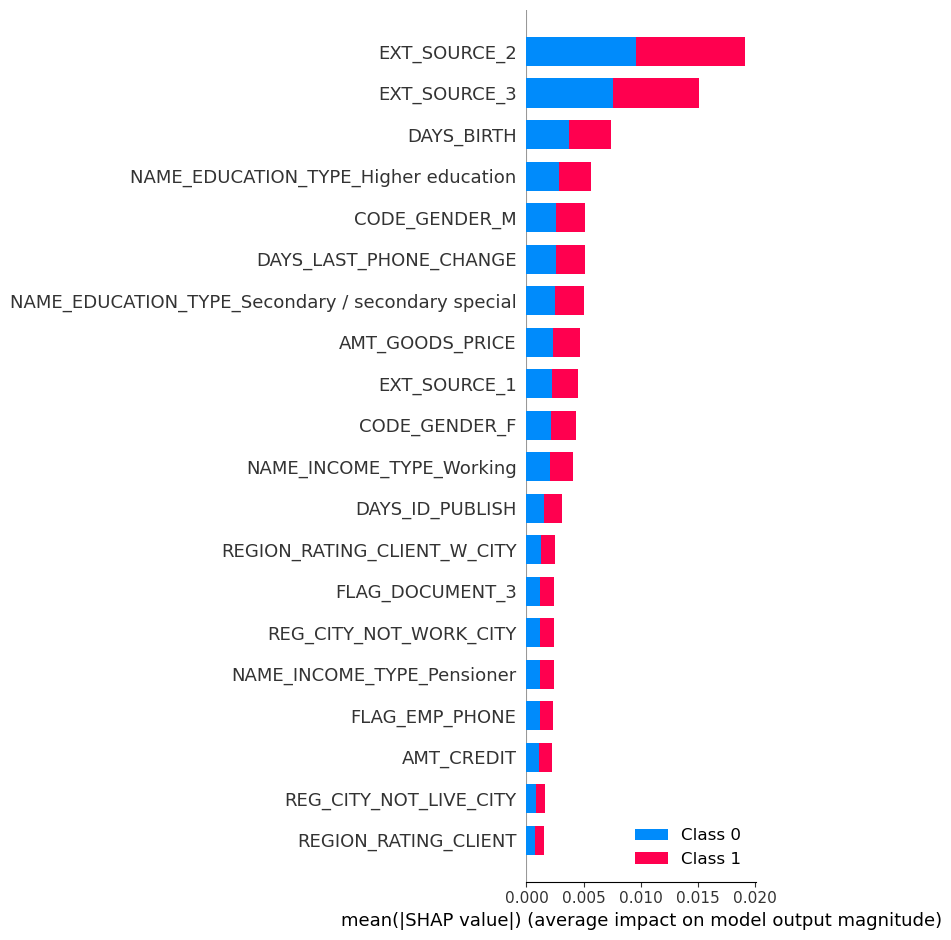 EXT_SOURCE_2
EXT_SOURCE_3
DAYS_BIRTH
NAME_EDUCATION_TYPE_Higher education
CODE_GENDER_M
DAYS_LAST_PHONE_CHANGE
NAME_EDUCATION_TYPE_Secondary / secondary special
AMT_GOODS_PRICE
EXT_SOURCE_1
CODE_GENDER_F
NAME_INCOME_TYPE_Working
DAYS_ID_PUBLISH
REGION_RATING_CLIENT_W_CITY
FLAG_DOCUMENT_3
REG_CITY_NOT_WORK_CITY
NAME_INCOME_TYPE_Pensioner
FLAG_EMP_PHONE
AMT_CREDIT
REG_CITY_NOT_LIVE_CITY
REGION_RATING_CLIENT
Class 0
Class 1
0.000 0.005 0.010 0.015 0.020
mean(|SHAP value|) (average impact on model output magnitude)